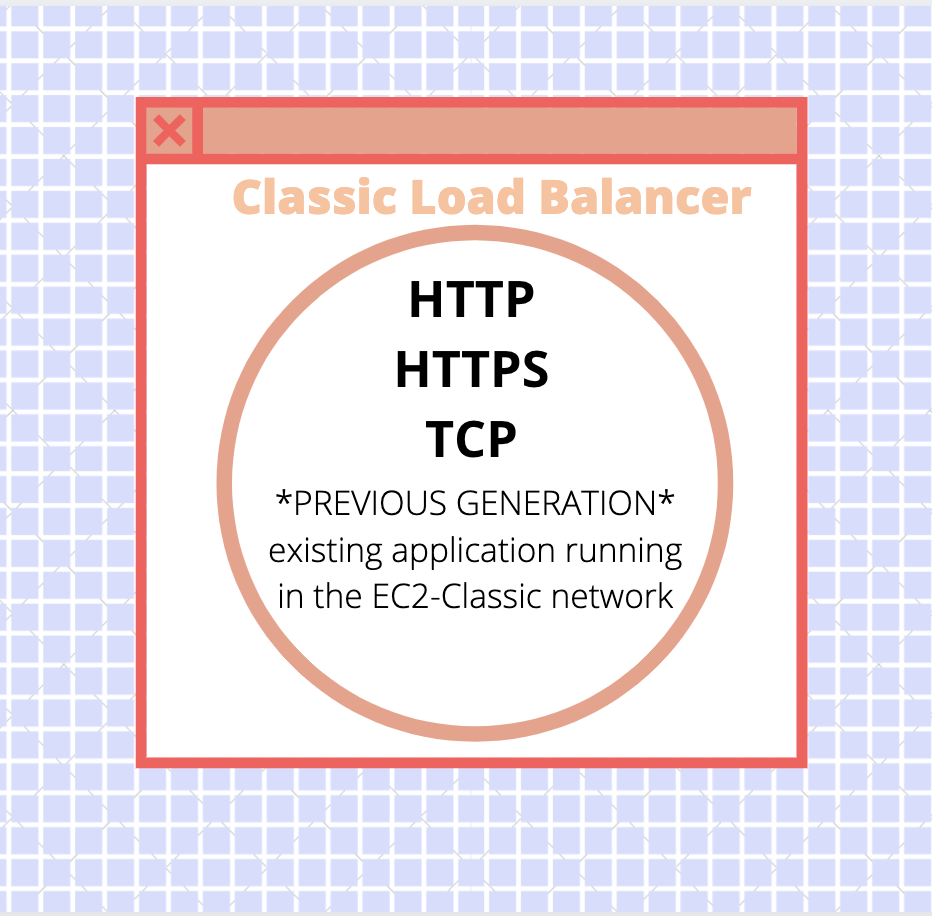 Classic Load Balancer
HTTP
HTTPS
TCP
*PREVIOUS GENERATION*
existing application running
in the EC2-Classic network